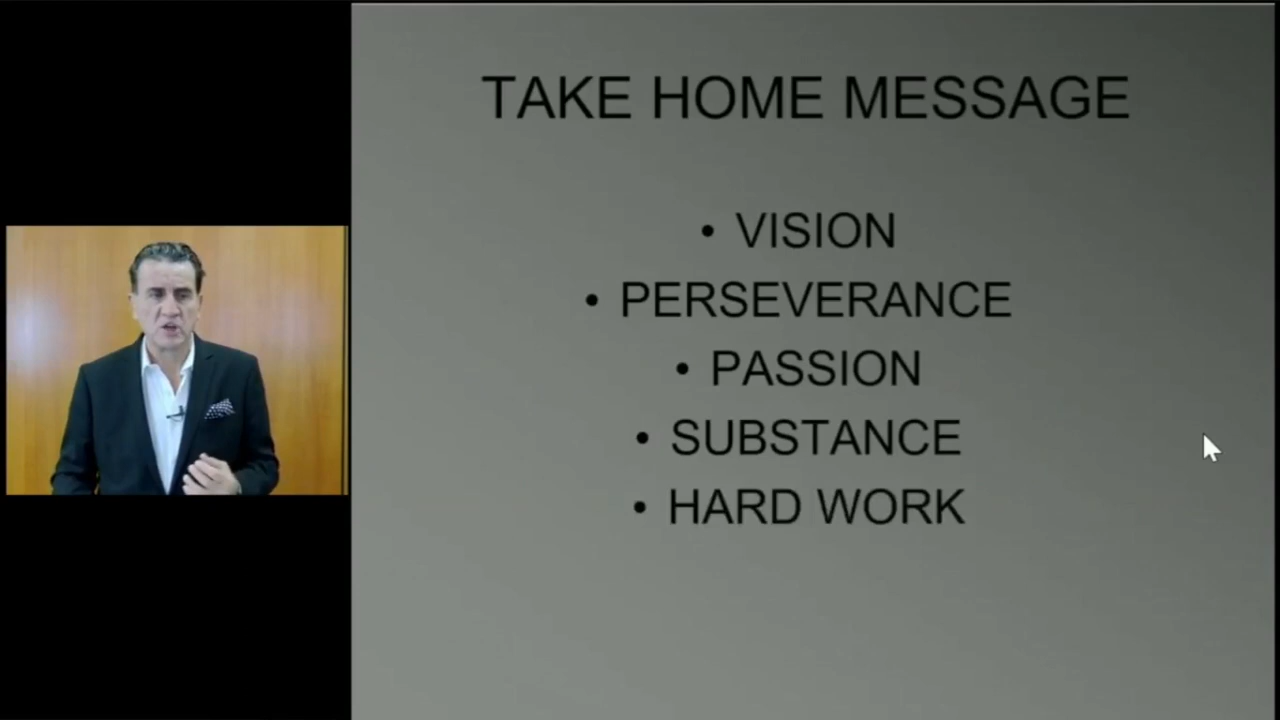 TAKE HOME MESSAGE
• VISION
• PERSEVERANCE
• PASSION
• SUBSTANCE
• HARD WORK